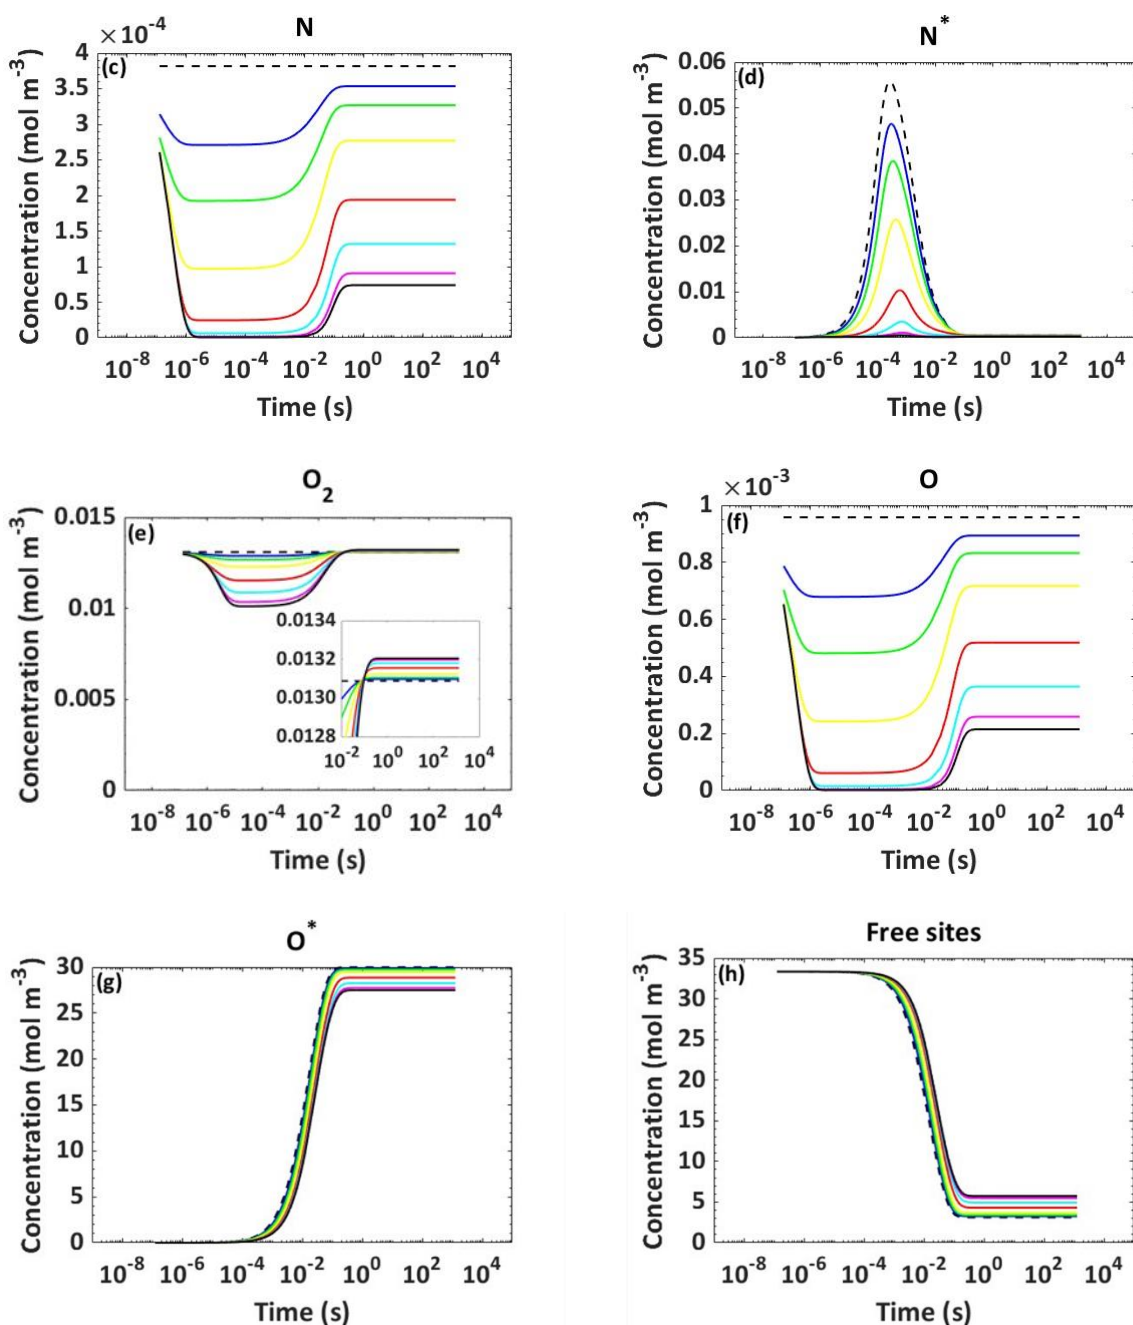 N
×10⁻⁴
(c)
4
3.5
3
2.5
2
1.5
1
0.5
0
Concentration (mol m⁻³)
10⁻⁸ 10⁻⁶ 10⁻⁴ 10⁻² 10⁰ 10² 10⁴
Time (s)
N*
(d)
0.06
0.05
0.04
0.03
0.02
0.01
0
Concentration (mol m⁻³)
10⁻⁸ 10⁻⁶ 10⁻⁴ 10⁻² 10⁰ 10² 10⁴
Time (s)
O₂
(e)
0.015
0.01
0.005
0
Concentration (mol m⁻³)
0.0134
0.0132
0.0130
0.0128
10⁻² 10⁰ 10² 10⁴
10⁻⁸ 10⁻⁶ 10⁻⁴ 10⁻² 10⁰ 10² 10⁴
Time (s)
O
×10⁻³
(f)
1
0.8
0.6
0.4
0.2
0
Concentration (mol m⁻³)
10⁻⁸ 10⁻⁶ 10⁻⁴ 10⁻² 10⁰ 10² 10⁴
Time (s)
O*
(g)
30
25
20
15
10
5
0
Concentration (mol m⁻³)
10⁻⁸ 10⁻⁶ 10⁻⁴ 10⁻² 10⁰ 10² 10⁴
Time (s)
Free sites
(h)
35
30
25
20
15
10
5
0
Concentration (mol m⁻³)
10⁻⁸ 10⁻⁶ 10⁻⁴ 10⁻² 10⁰ 10² 10⁴
Time (s)